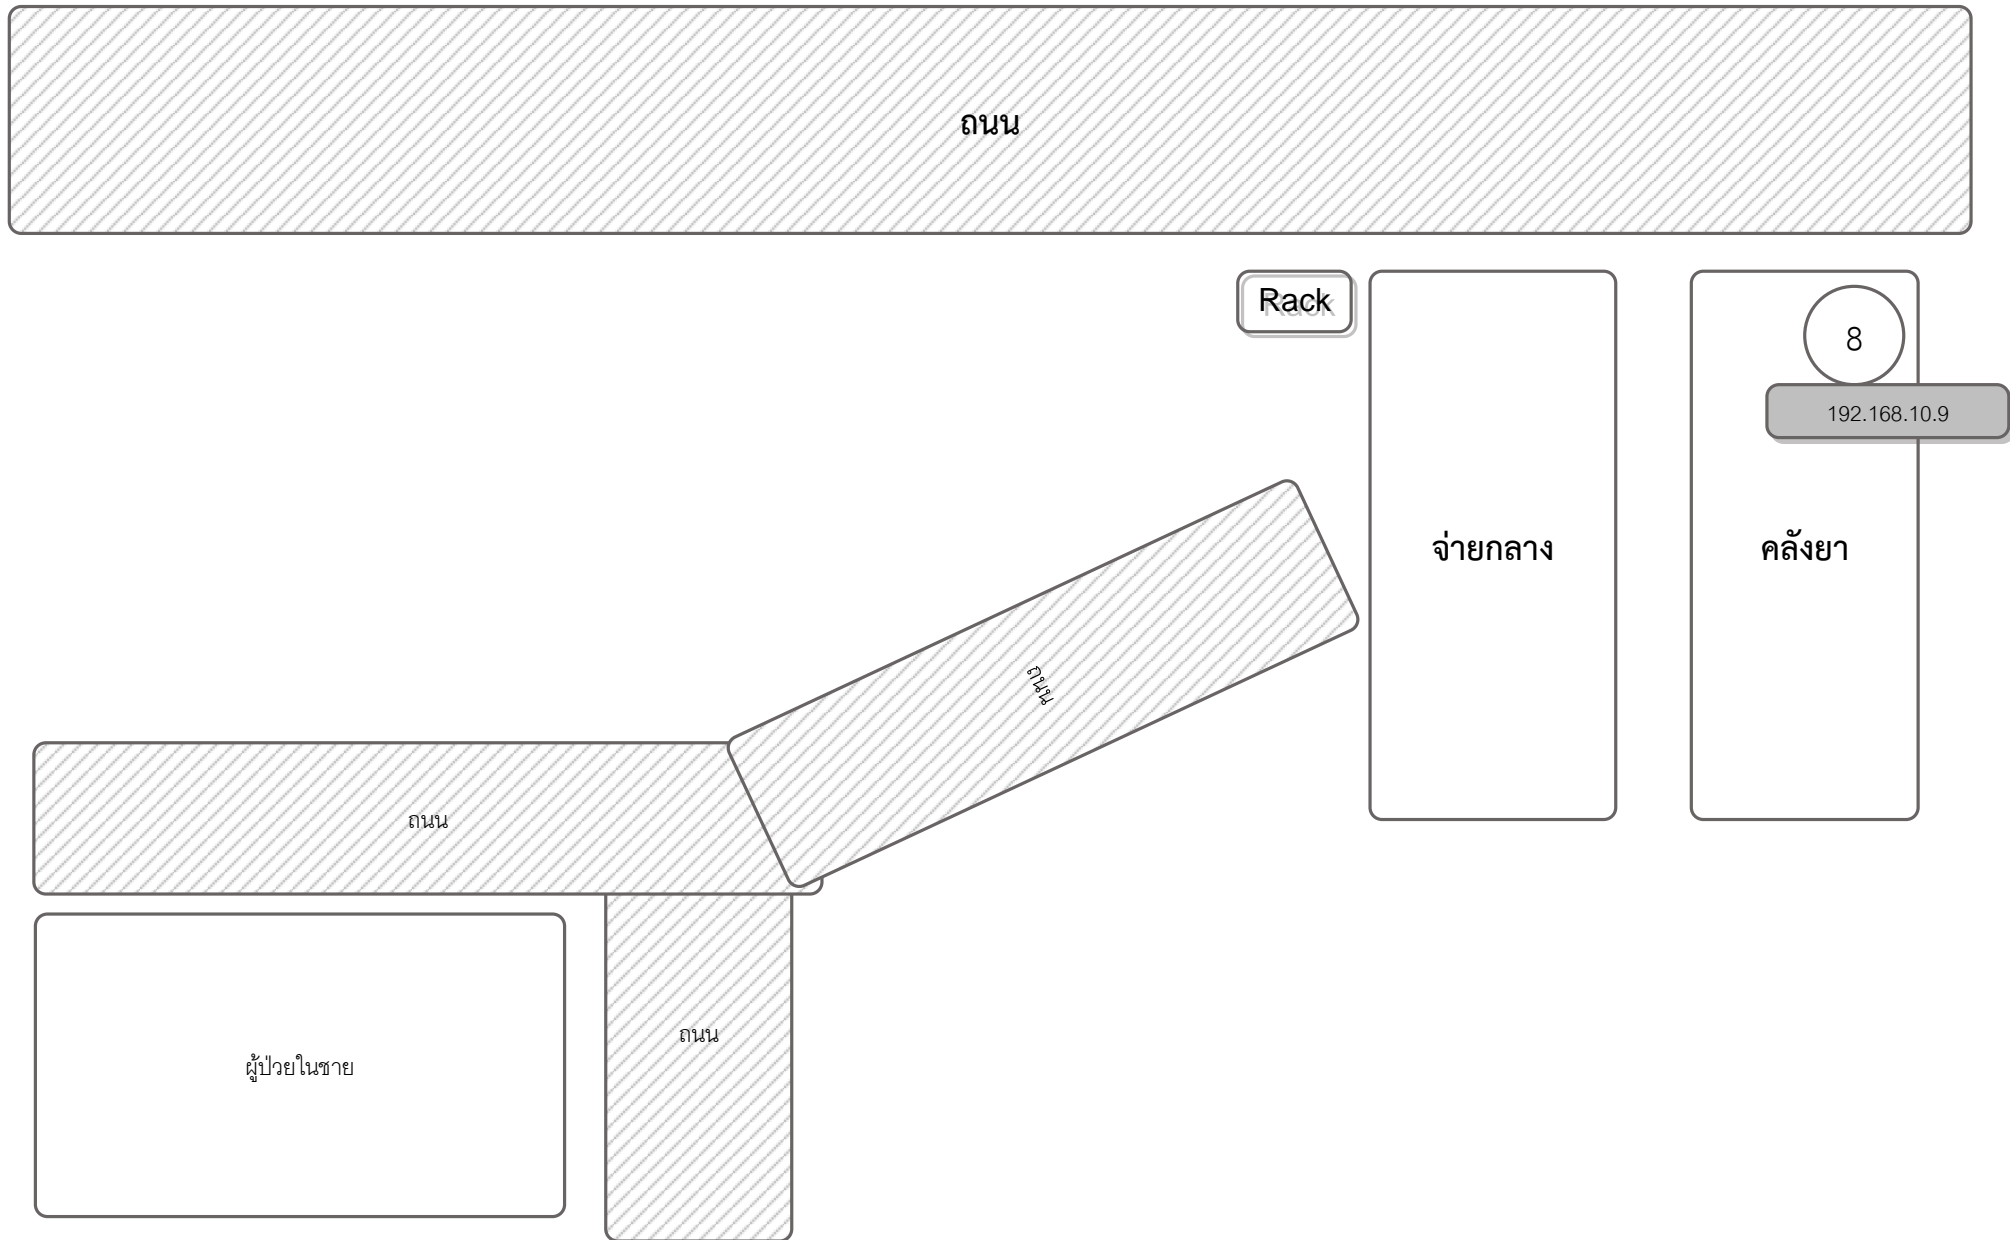 ถนน
Rack
8
192.168.10.9
จ่ายกลาง
คลังยา
ถนน
ถนน
ถนน
ผู้ป่วยในชาย